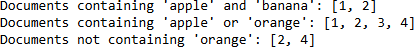 Documents containing 'apple' and 'banana': [1, 2]
Documents containing 'apple' or 'orange': [1, 2, 3, 4]
Documents not containing 'orange': [2, 4]